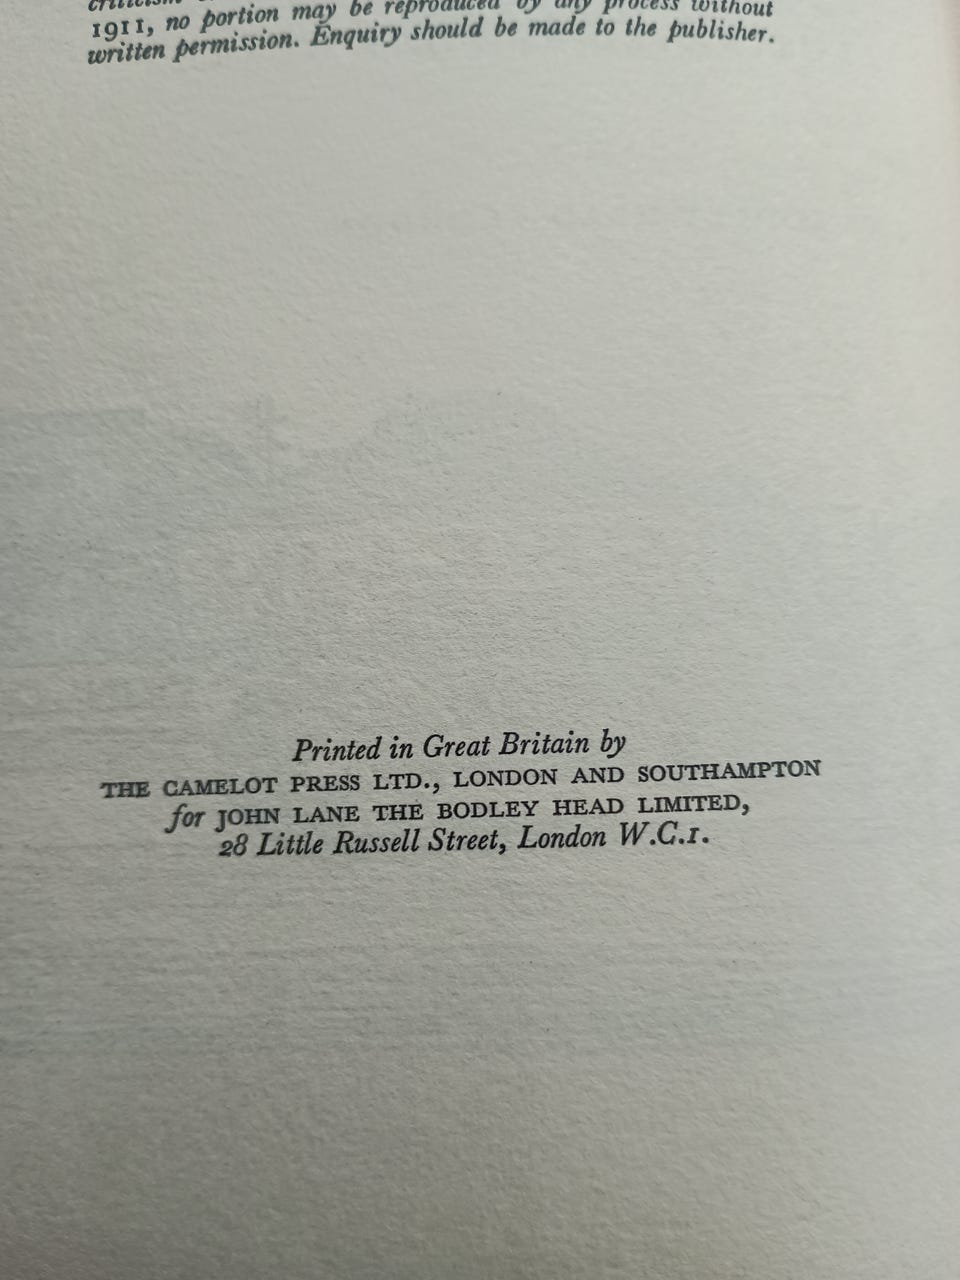 criticism
1911, no portion may be reproduced by any process without
written permission. Enquiry should be made to the publisher.
Printed in Great Britain by
THE CAMELOT PRESS LTD., LONDON AND SOUTHAMPTON
for JOHN LANE THE BODLEY HEAD LIMITED,
28 Little Russell Street, London W.C.1.